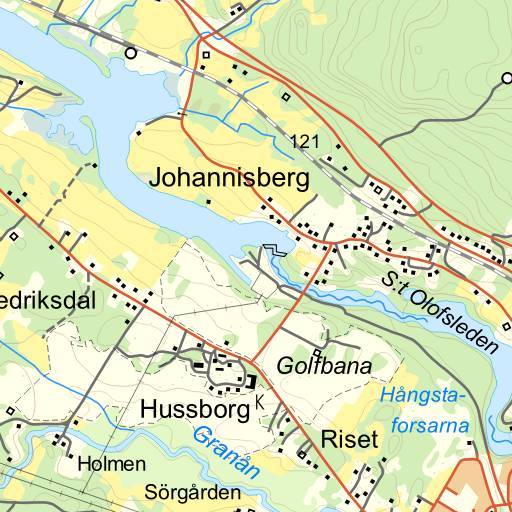 121
Johannisberg
S:t Olofsleden
edriksdal
Golfbana
Hångsta-
forsarna
Hussborg
K
Granån
Riset
Holmen
Sörgården